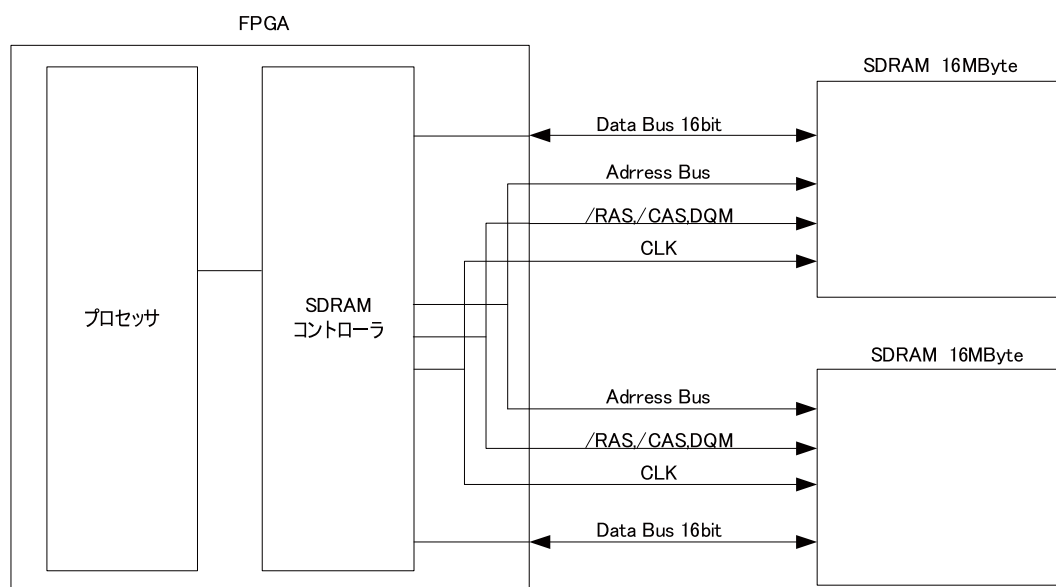 FPGA
SDRAM 16MByte
Data Bus 16bit
Adrress Bus
/RAS,/CAS,DQM
CLK
プロセッサ
SDRAM
コントローラ
SDRAM 16MByte
Adrress Bus
/RAS,/CAS,DQM
CLK
Data Bus 16bit